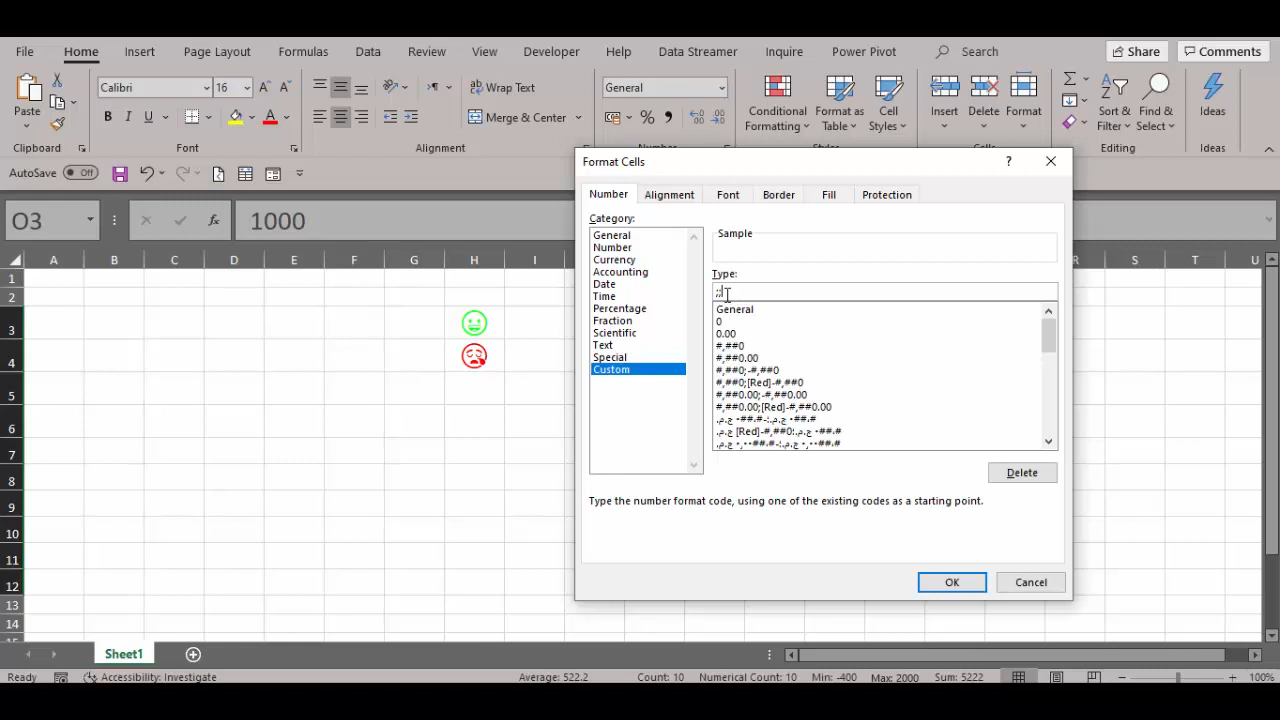 File Home Insert Page Layout Formulas Data Review View Developer Help Data Streamer Inquire Power Pivot Search Share Comments
Calibri 16 Wrap Text General
Paste Merge & Center Conditional Formatting Format as Table Cell Styles Insert Delete Format Sort & Filter Find & Select Ideas
Clipboard Font Alignment Number Styles Cells Editing Ideas
AutoSave Off
Format Cells
Number Alignment Font Border Fill Protection
O3 1000
Category:
General
Number
Currency
Accounting
Date
Time
Percentage
Fraction
Scientific
Text
Special
Custom
Sample
Type:
;;
General
0
0.00
#,##0
#,##0.00
#,##0;-#,##0
#,##0;[Red]-#,##0
#,##0.00;-#,##0.00
#,##0.00;[Red]-#,##0.00
Delete
Type the number format code, using one of the existing codes as a starting point.
OK Cancel
A B C D E F G H I R S T U
1
2
3
4
5
6
7
8
9
10
11
12
13
14
Sheet1
Ready Accessibility: Investigate Average: 522.2 Count: 10 Numerical Count: 10 Min: -400 Max: 2000 Sum: 5222 100%